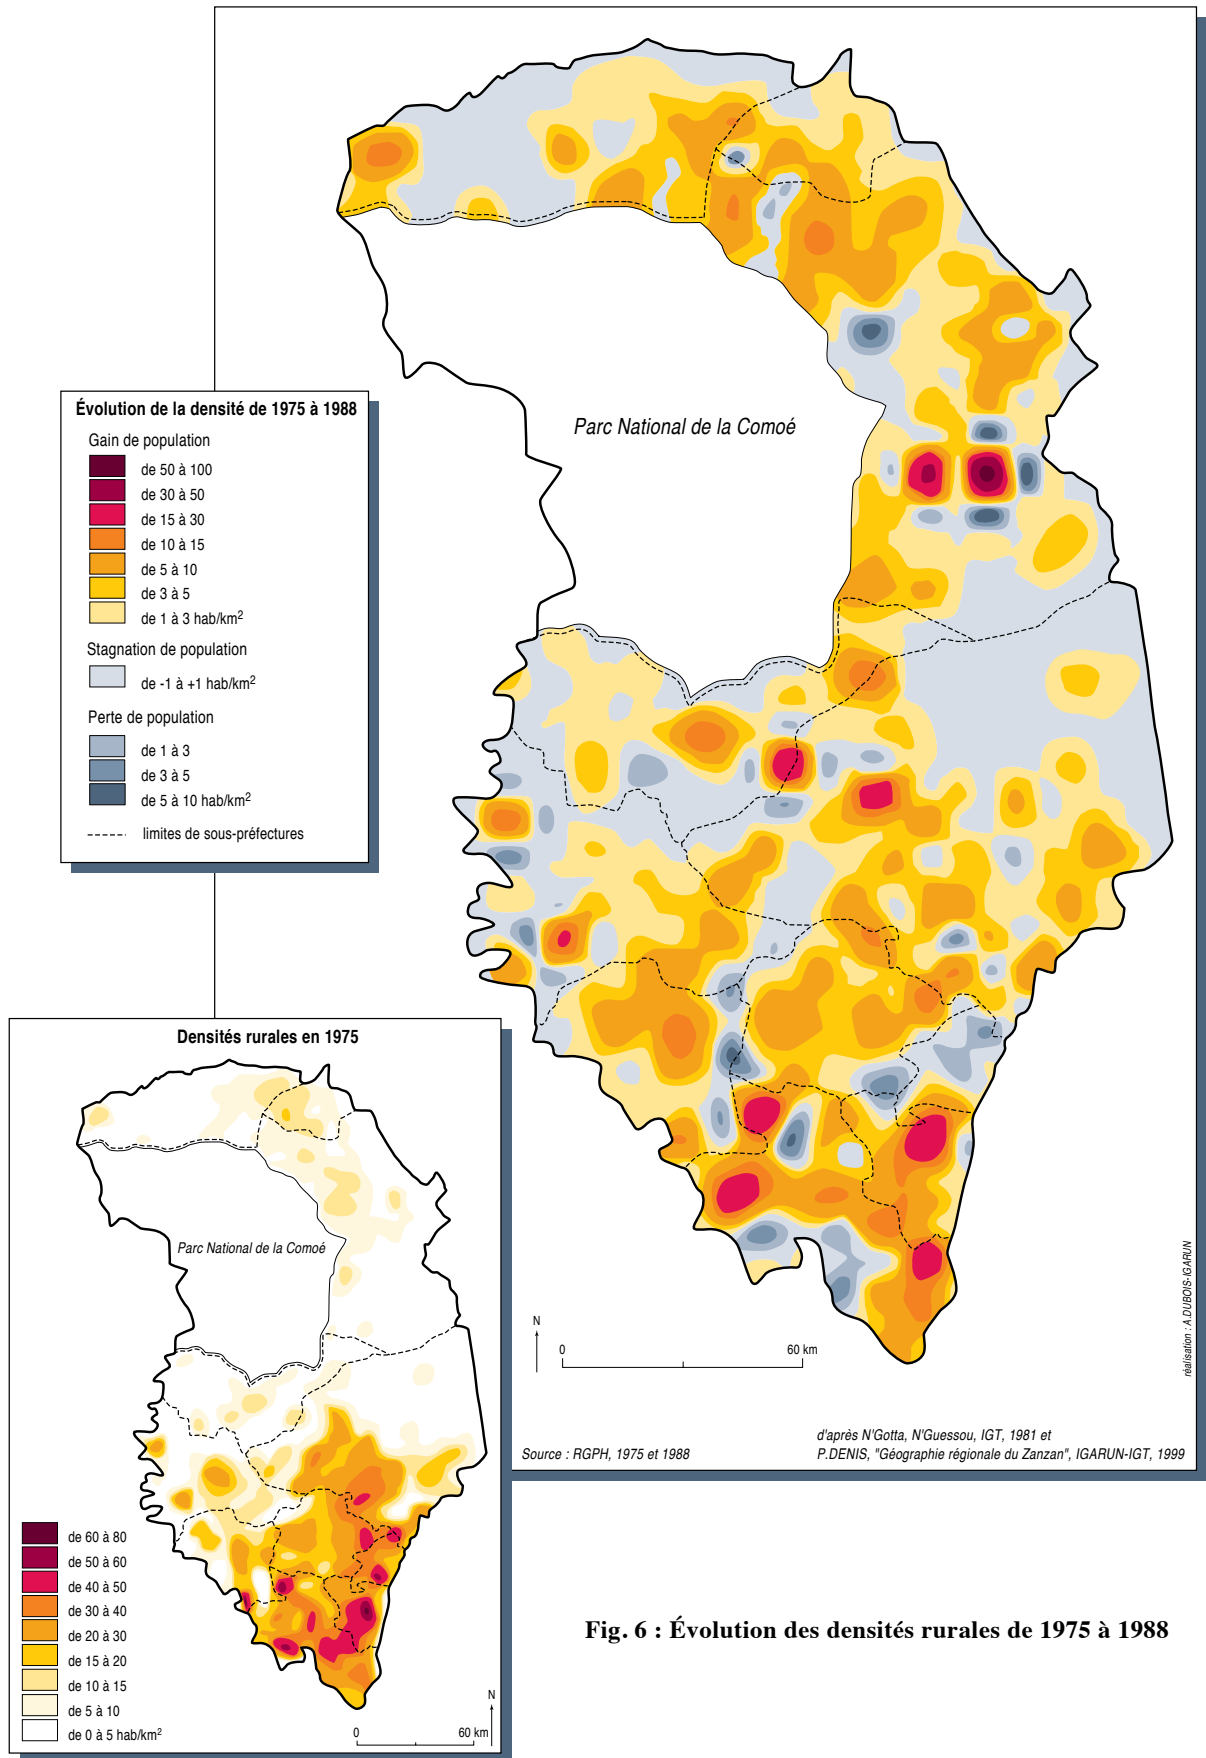 Parc National de la Comoé
Évolution de la densité de 1975 à 1988
Gain de population
de 50 à 100
de 30 à 50
de 15 à 30
de 10 à 15
de 5 à 10
de 3 à 5
de 1 à 3 hab/km²
Stagnation de population
de -1 à +1 hab/km²
Perte de population
de 1 à 3
de 3 à 5
de 5 à 10 hab/km²
limites de sous-préfectures
N
0 60 km
réalisation : A.DUBOIS-IGARUN
Source : RGPH, 1975 et 1988
d'après N'Gotta, N'Guessou, IGT, 1981 et
P.DENIS, "Géographie régionale du Zanzan", IGARUN-IGT, 1999
Densités rurales en 1975
Parc National de la Comoé
de 60 à 80
de 50 à 60
de 40 à 50
de 30 à 40
de 20 à 30
de 15 à 20
de 10 à 15
de 5 à 10
de 0 à 5 hab/km²
N
0 60 km
Fig. 6 : Évolution des densités rurales de 1975 à 1988